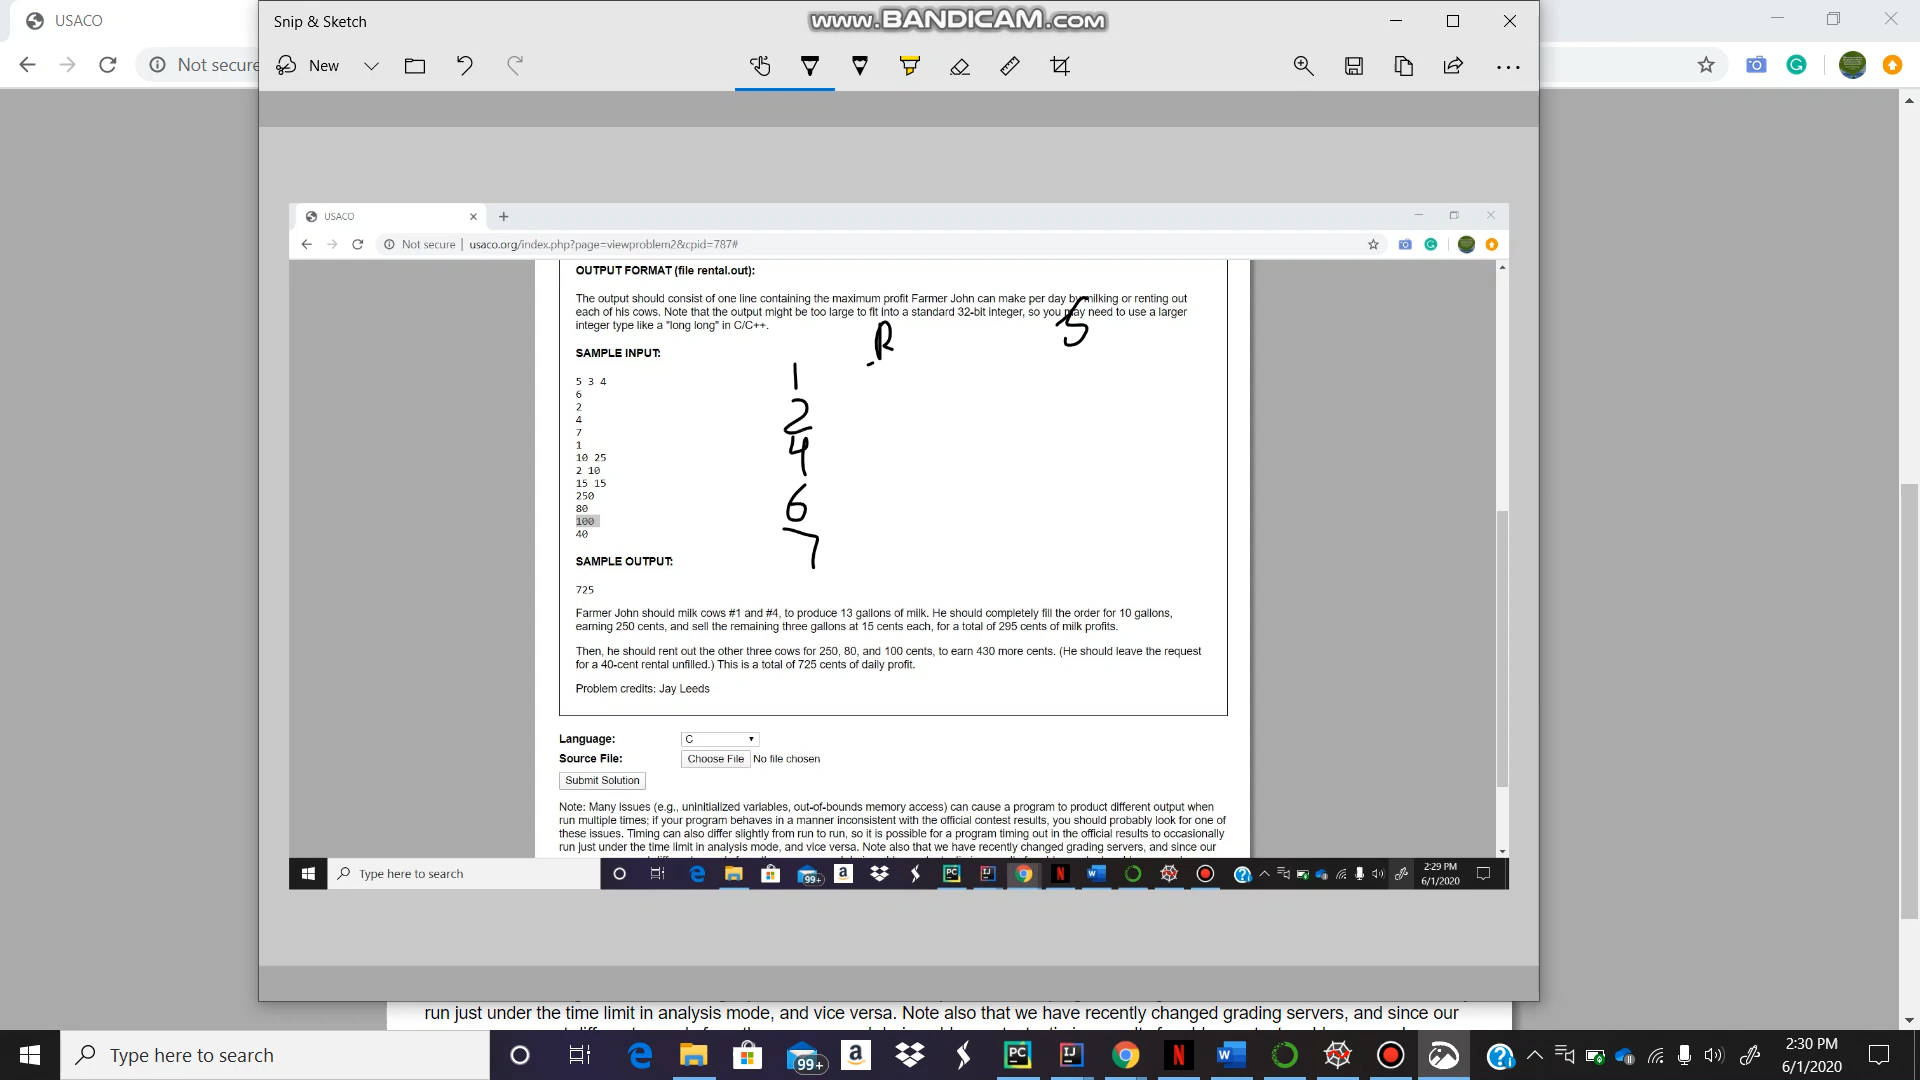 USACO
Snip & Sketch
www.BANDICAM.com
Not secure
New
USACO
Not secure | usaco.org/index.php?page=viewproblem2&cpid=787#
OUTPUT FORMAT (file rental.out):
The output should consist of one line containing the maximum profit Farmer John can make per day by milking or renting out
each of his cows. Note that the output might be too large to fit into a standard 32-bit integer, so you may need to use a larger
integer type like a "long long" in C/C++.
R
S
SAMPLE INPUT:
5 3 4
6
2
4
7
1
10 25
2 10
15 15
250
80
100
40
1
2
4
6
7
SAMPLE OUTPUT:
725
Farmer John should milk cows #1 and #4, to produce 13 gallons of milk. He should completely fill the order for 10 gallons,
earning 250 cents, and sell the remaining three gallons at 15 cents each, for a total of 295 cents of milk profits.
Then, he should rent out the other three cows for 250, 80, and 100 cents, to earn 430 more cents. (He should leave the request
for a 40-cent rental unfilled.) This is a total of 725 cents of daily profit.
Problem credits: Jay Leeds
Language: C
Source File: Choose File No file chosen
Submit Solution
Note: Many issues (e.g., uninitialized variables, out-of-bounds memory access) can cause a program to product different output when
run multiple times; if your program behaves in a manner inconsistent with the official contest results, you should probably look for one of
these issues. Timing can also differ slightly from run to run, so it is possible for a program timing out in the official results to occasionally
run just under the time limit in analysis mode, and vice versa. Note also that we have recently changed grading servers, and since our
Type here to search
99+
2:29 PM
6/1/2020
run just under the time limit in analysis mode, and vice versa. Note also that we have recently changed grading servers, and since our
Type here to search
99+
2:30 PM
6/1/2020